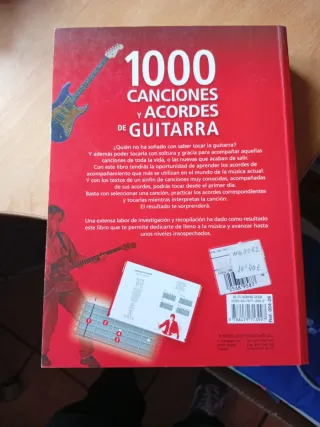 1000
CANCIONES
Y ACORDES
DE GUITARRA
¿Quién no ha soñado con saber tocar la guitarra?
Y además poder tocarla con soltura y gracia para acompañar aquellas
canciones de toda la vida, o las nuevas que acaban de salir.
Con este libro tendrás la oportunidad de aprender los acordes de
acompañamiento que más se utilizan en el mundo de la música actual.
Y con los textos de un sinfín de canciones muy conocidas, acompañadas
de sus acordes, podrás tocar desde el primer día.
Basta con seleccionar una canción, practicar los acordes correspondientes
y tocarlas mientras interpretas la canción.
El resultado te sorprenderá.
Una extensa labor de investigación y recopilación ha dado como resultado
este libro que te permitirá dedicarte de lleno a la música y avanzar hasta
unos niveles insospechados.